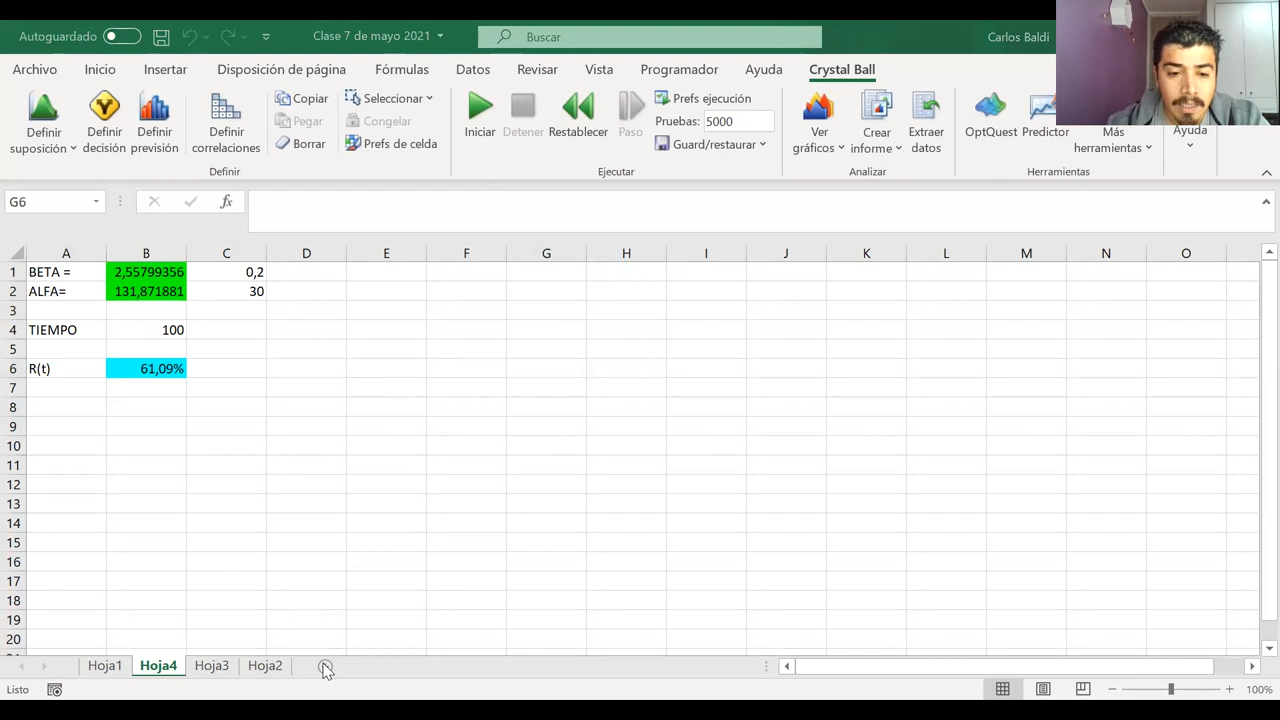 Autoguardado
Clase 7 de mayo 2021
Buscar
Carlos Baldi
Archivo Inicio Insertar Disposición de página Fórmulas Datos Revisar Vista Programador Ayuda Crystal Ball
Definir suposición
Definir decisión
Definir previsión
Definir correlaciones
Copiar
Pegar
Borrar
Seleccionar
Congelar
Prefs de celda
Iniciar
Detener
Restablecer
Paso
Prefs ejecución
Pruebas: 5000
Guard/restaurar
Ver gráficos
Crear informe
Extraer datos
OptQuest
Predictor
Más herramientas
Ayuda
Definir Ejecutar Analizar Herramientas
G6 fx
A B C D E F G H I J K L M N O
1 BETA = 2,55799356 0,2
2 ALFA= 131,871881 30
3
4 TIEMPO 100
5
6 R(t) 61,09%
7
8
9
10
11
12
13
14
15
16
17
18
19
20
Hoja1 Hoja4 Hoja3 Hoja2
Listo 100%